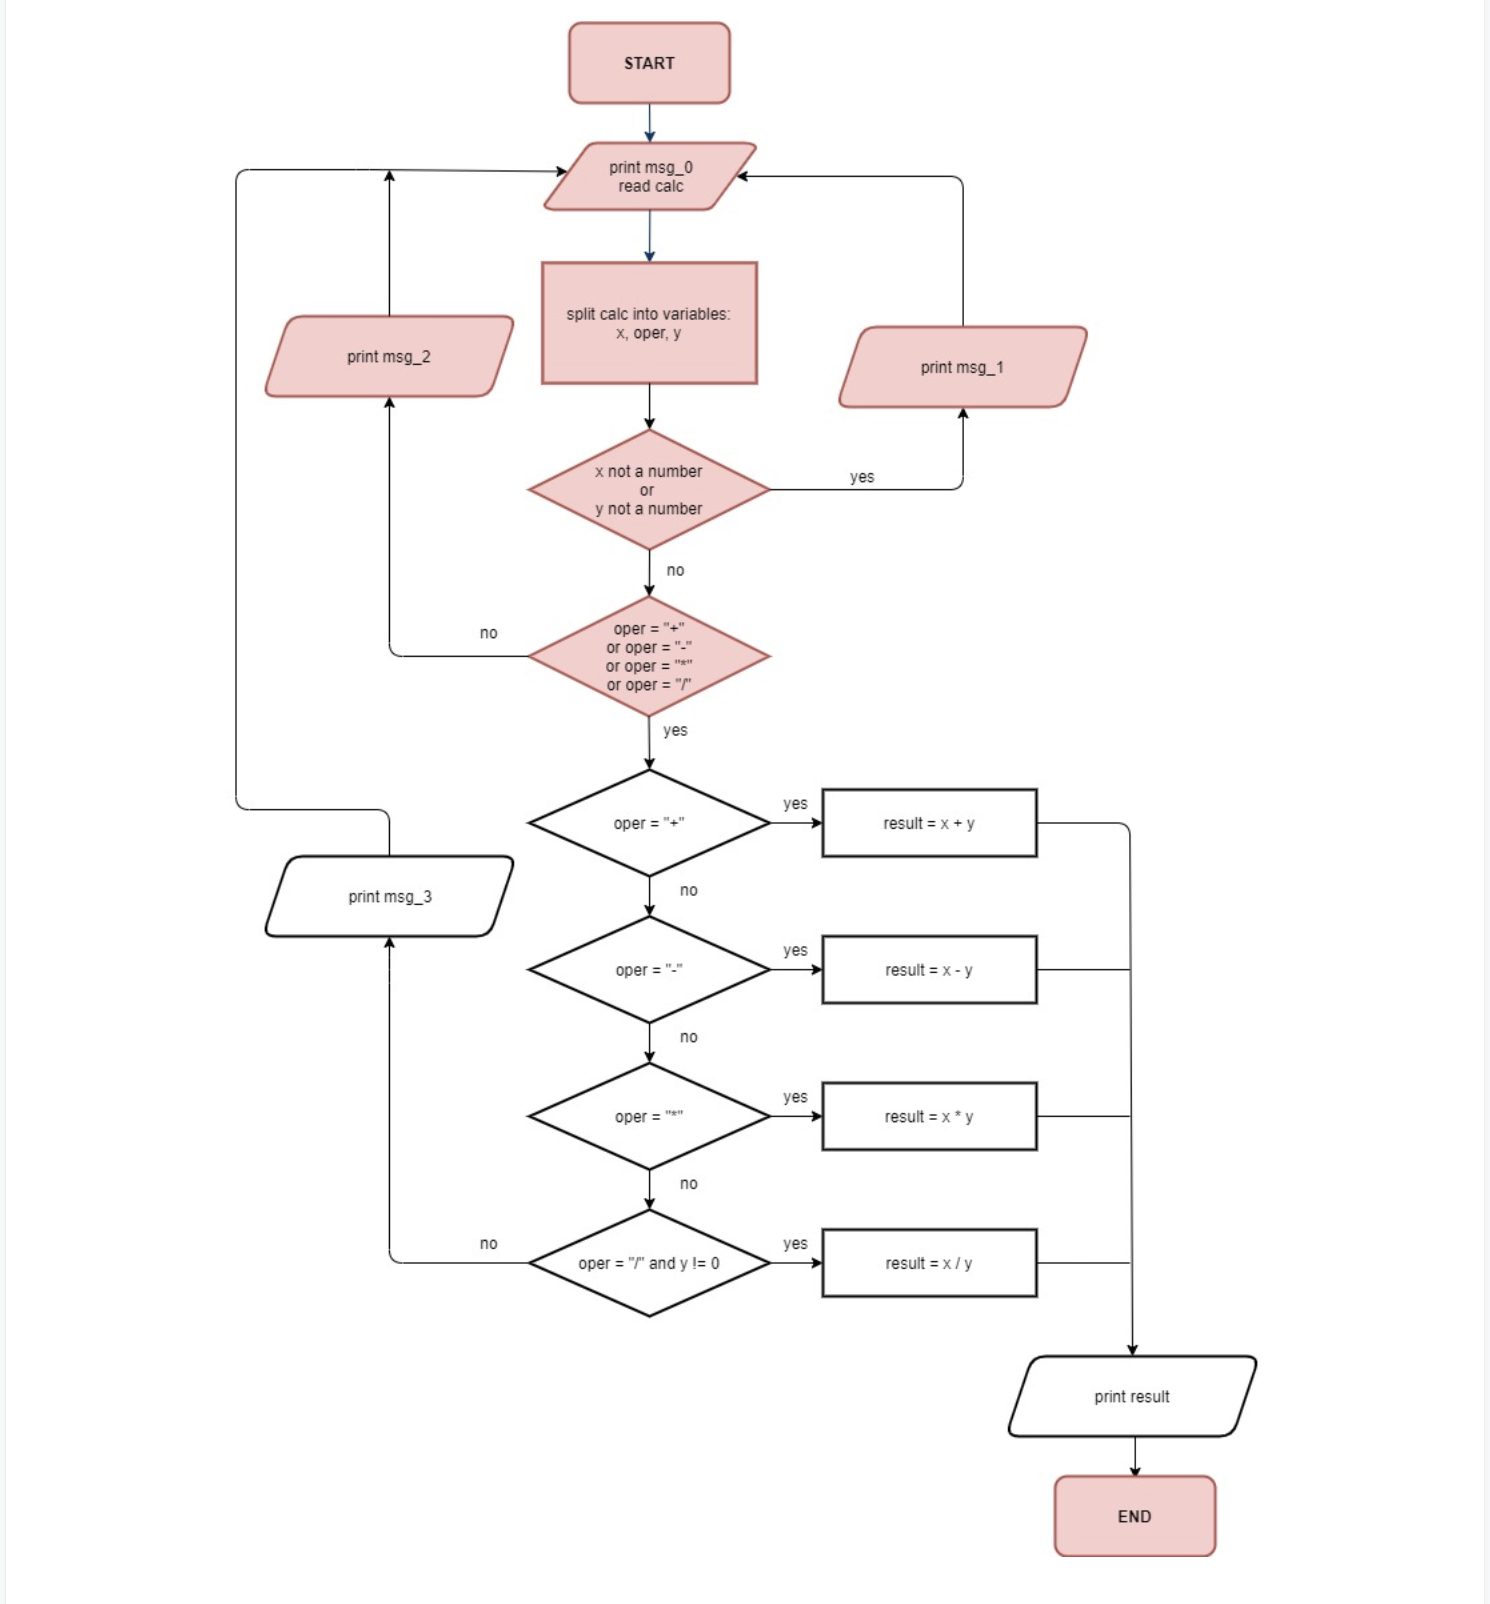 START
print msg_0
read calc
split calc into variables:
x, oper, y
print msg_2
print msg_1
x not a number
or
y not a number
yes
no
oper = "+"
or oper = "-"
or oper = "*"
or oper = "/"
no
yes
oper = "+"
yes
result = x + y
no
print msg_3
oper = "-"
yes
result = x - y
no
oper = "*"
yes
result = x * y
no
oper = "/" and y != 0
no
yes
result = x / y
print result
END